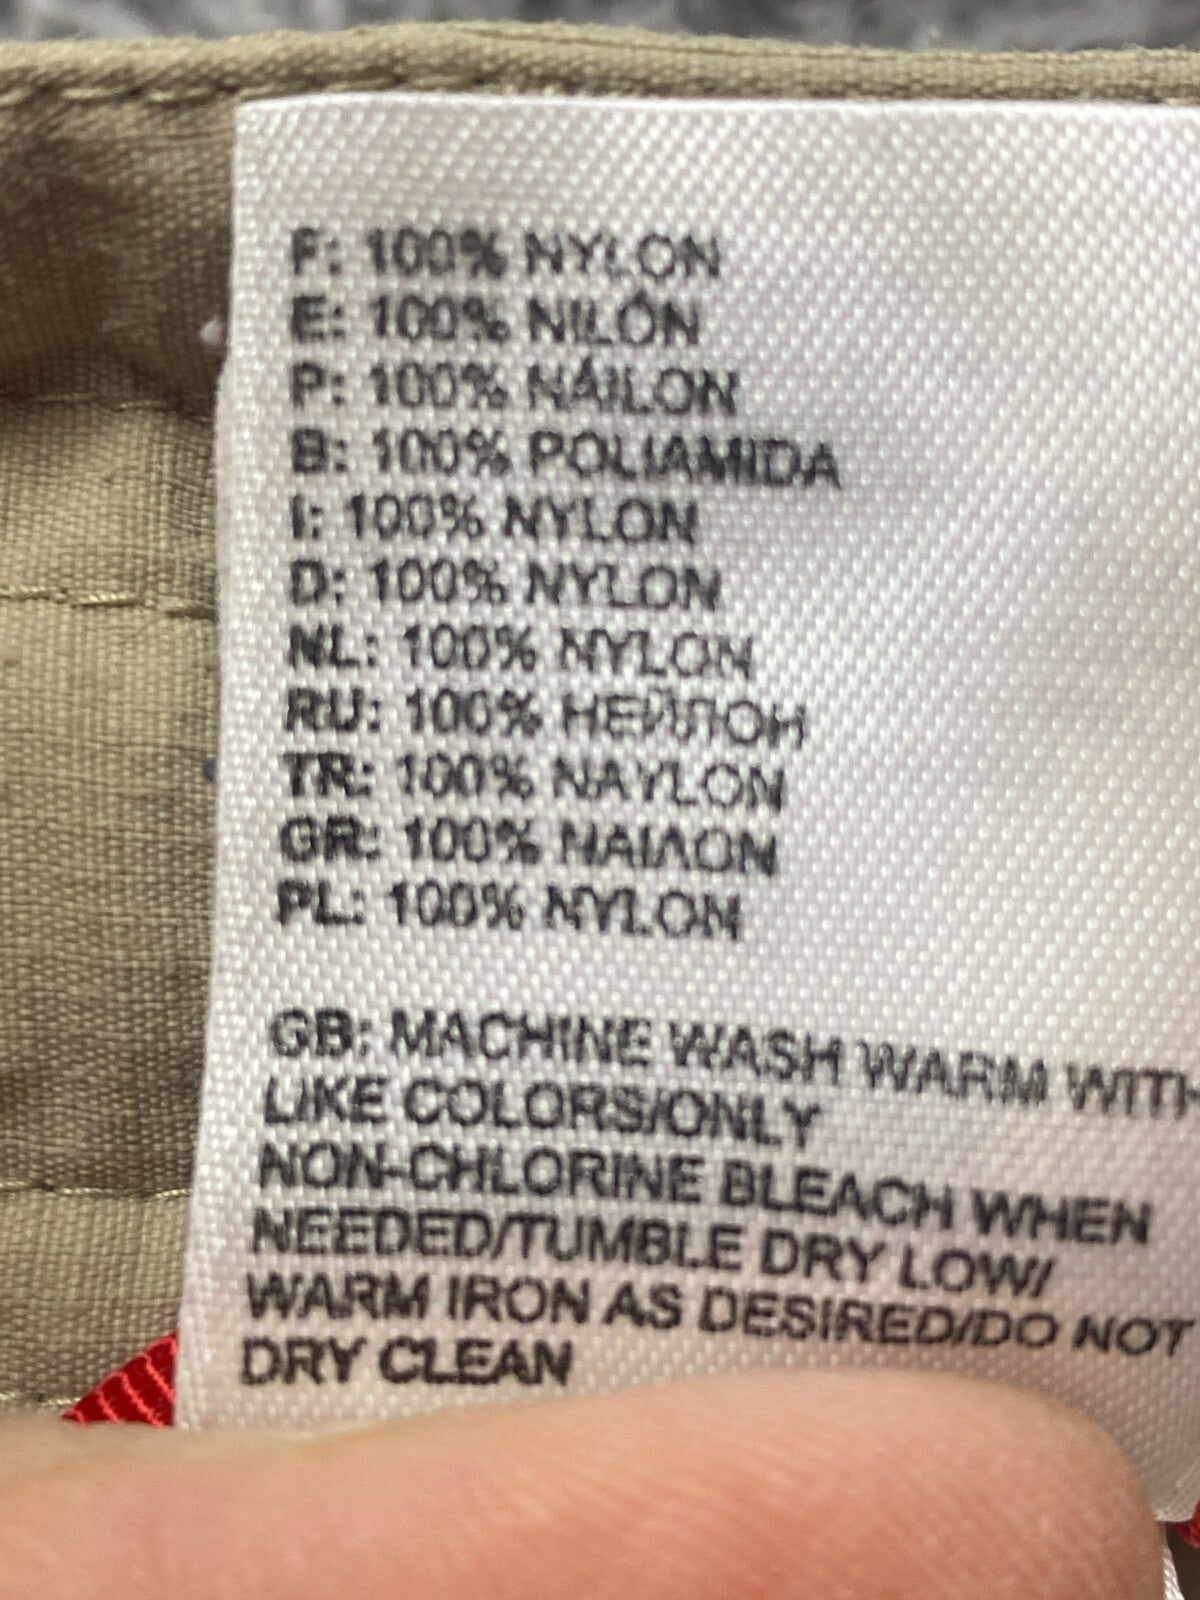 F: 100% NYLON
E: 100% NILÓN
P: 100% NÁILON
B: 100% POLIAMIDA
I: 100% NYLON
D: 100% NYLON
NL: 100% NYLON
RU: 100% НЕЙЛОН
TR: 100% NAYLON
GR: 100% ΝΑΙΛΟΝ
PL: 100% NYLON
GB: MACHINE WASH WARM WITH
LIKE COLORS/ONLY
NON-CHLORINE BLEACH WHEN
NEEDED/TUMBLE DRY LOW/
WARM IRON AS DESIRED/DO NOT
DRY CLEAN